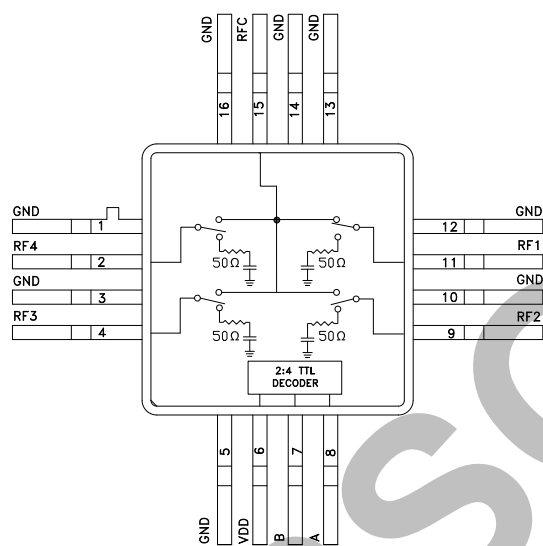 GND
RFC
GND
GND
16
15
14
13
GND
1
GND
12
RF4
2
RF1
11
GND
3
GND
10
RF3
4
RF2
9
50Ω
50Ω
50Ω
50Ω
2:4 TTL
DECODER
5
6
7
8
GND
VDD
B
A